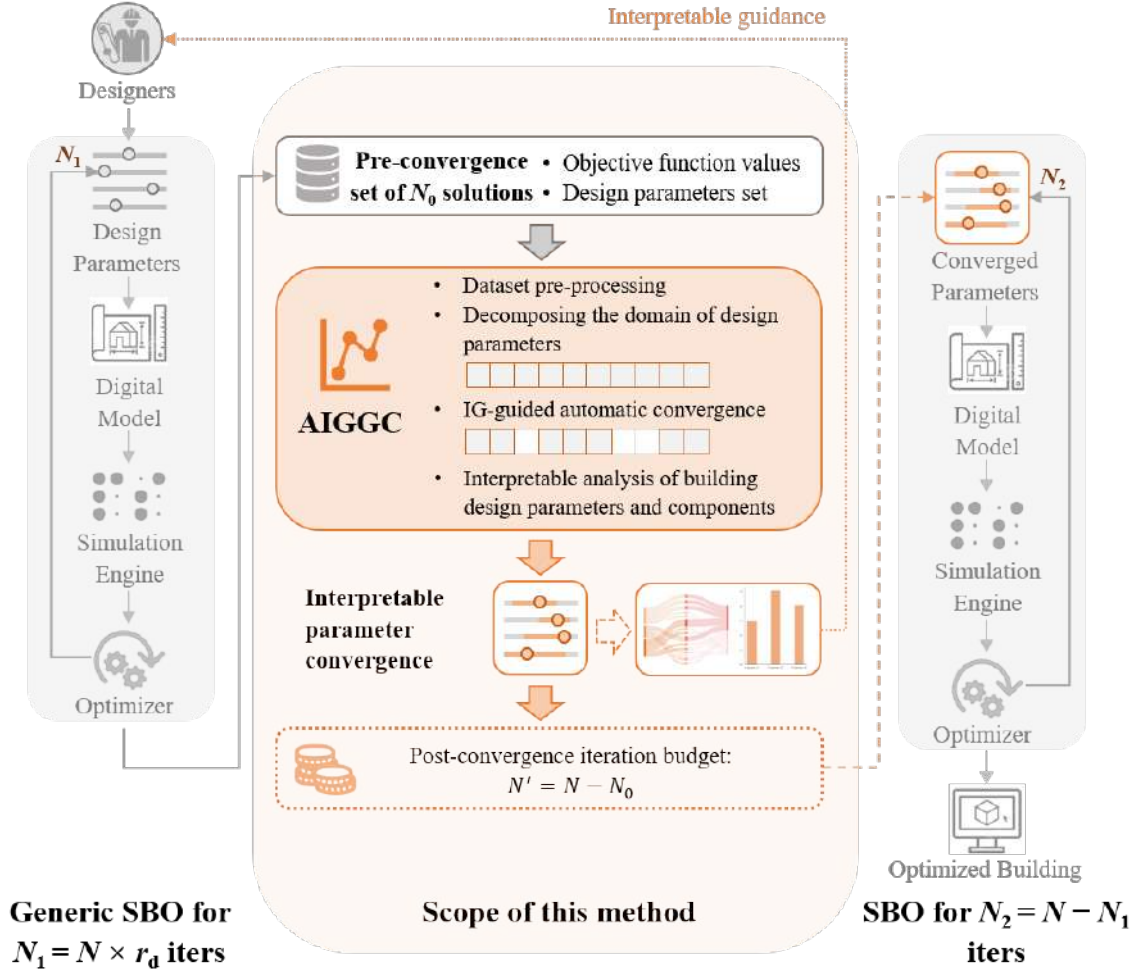 Interpretable guidance
Designers
N₁
Design
Parameters
Digital
Model
Simulation
Engine
Optimizer
Generic SBO for
N₁ = N × r_d iters
Pre-convergence
set of N₀ solutions
• Objective function values
• Design parameters set
AIGGC
• Dataset pre-processing
• Decomposing the domain of design
parameters
• IG-guided automatic convergence
• Interpretable analysis of building
design parameters and components
Interpretable
parameter
convergence
Post-convergence iteration budget:
N′ = N − N₀
Scope of this method
N₂
Converged
Parameters
Digital
Model
Simulation
Engine
Optimizer
Optimized Building
SBO for N₂ = N − N₁
iters